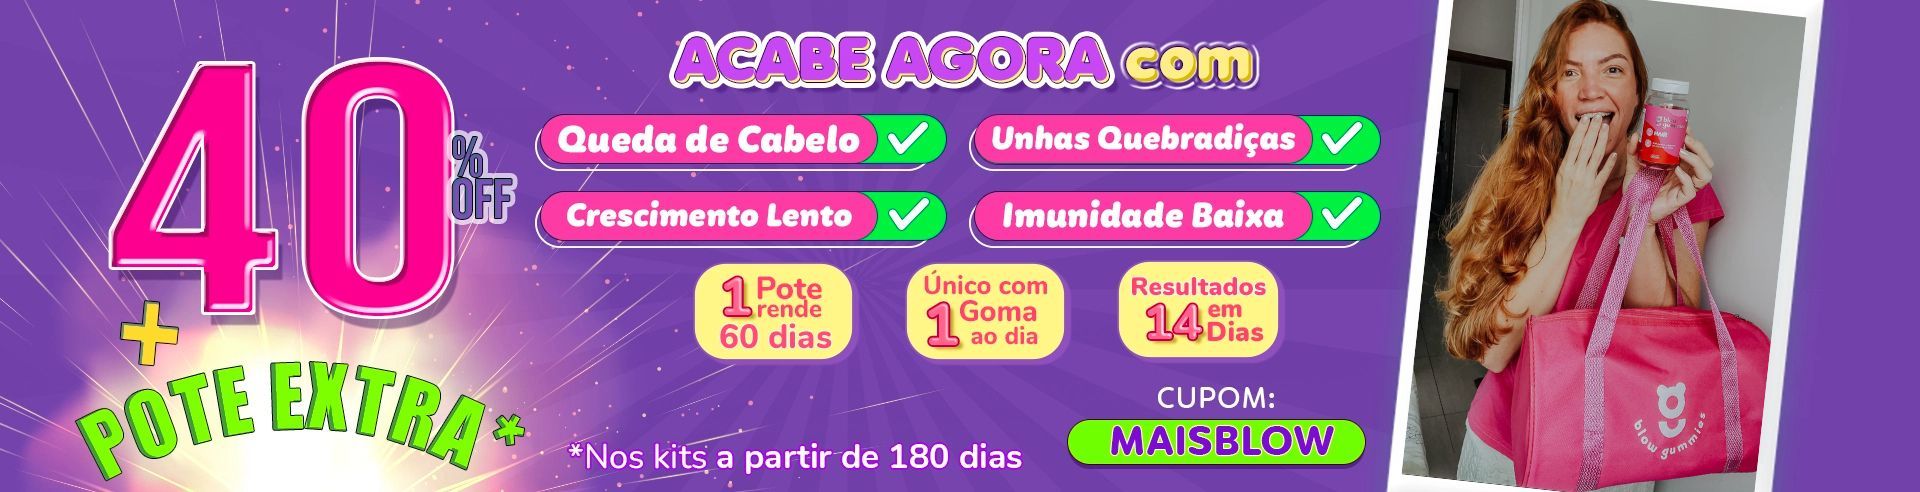 40
%
OFF
+
POTE EXTRA*
ACABE AGORA com
Queda de Cabelo
Unhas Quebradiças
Crescimento Lento
Imunidade Baixa
1 Pote
rende
60 dias
Único com
1 Goma
ao dia
Resultados
14 em
Dias
CUPOM:
MAISBLOW
*Nos kits a partir de 180 dias
HAIR
blow gummies